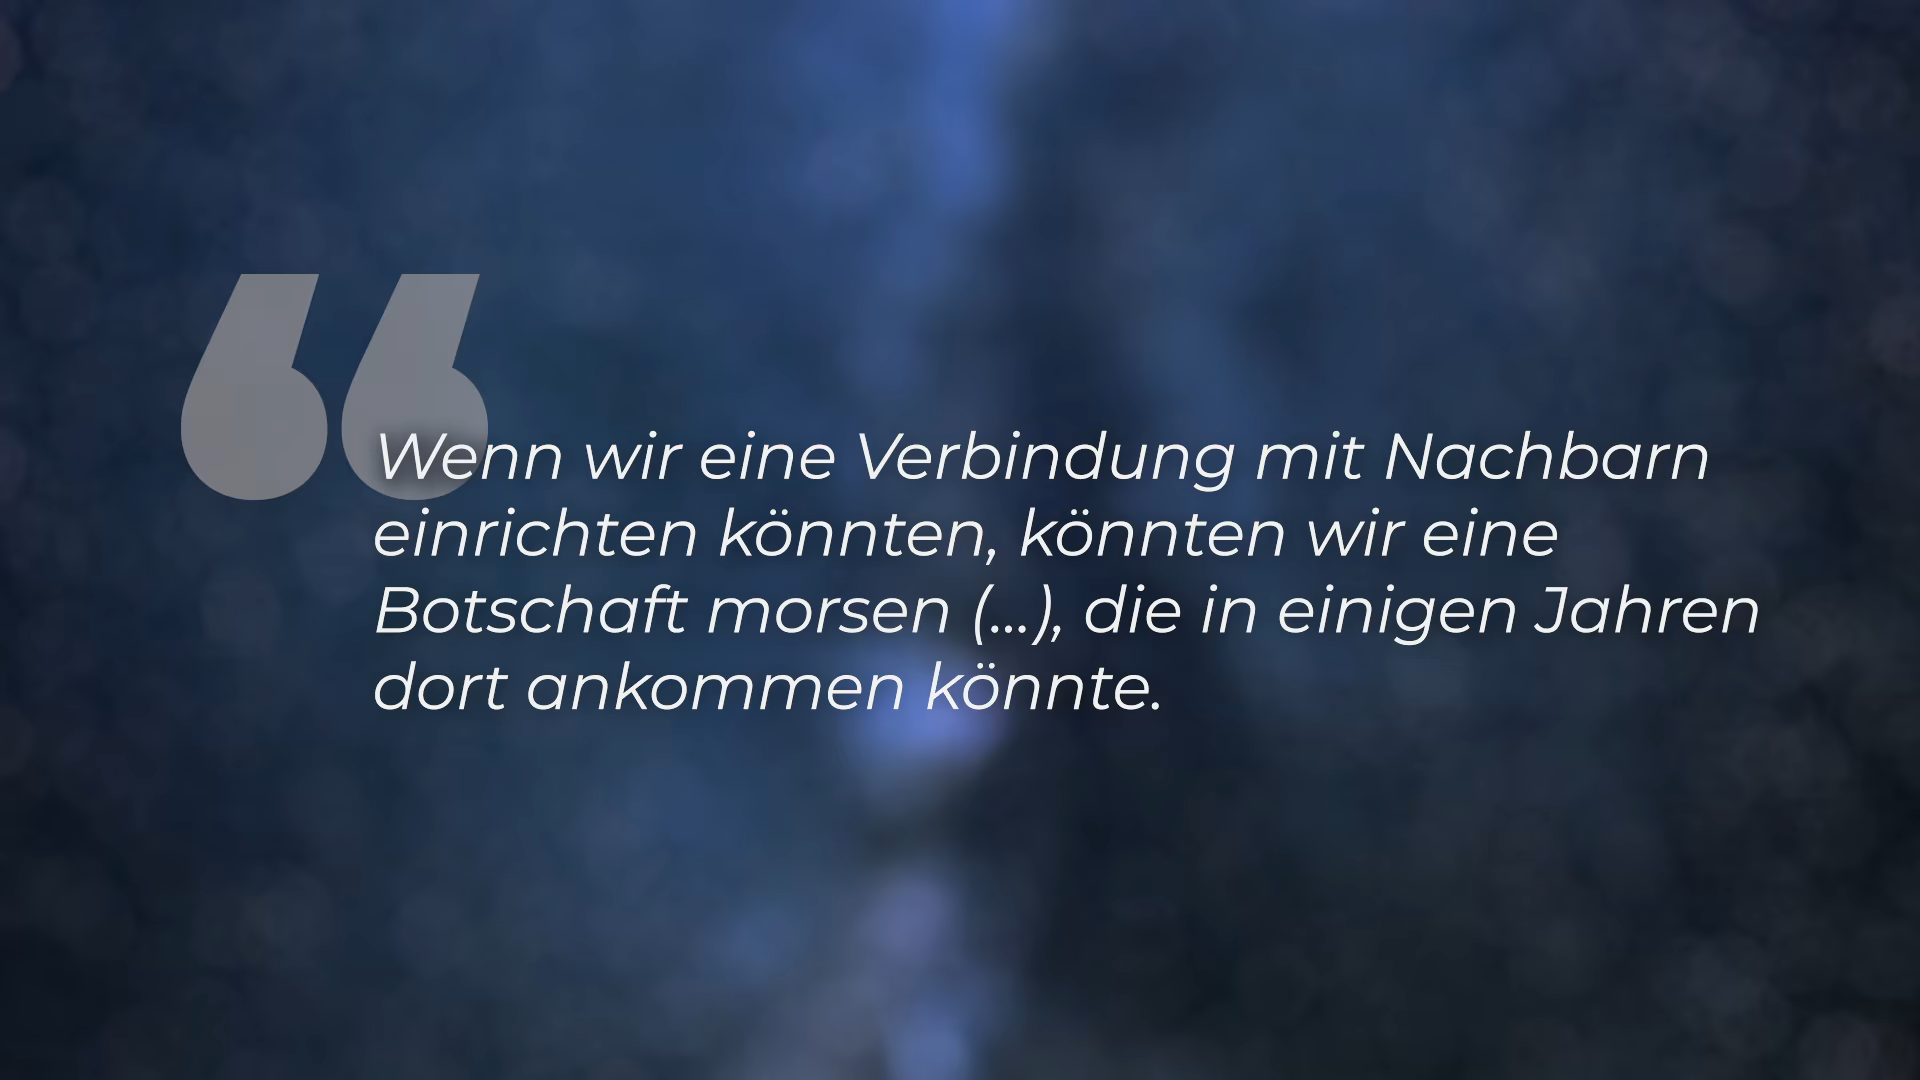 “
Wenn wir eine Verbindung mit Nachbarn
einrichten könnten, könnten wir eine
Botschaft morsen (...), die in einigen Jahren
dort ankommen könnte.